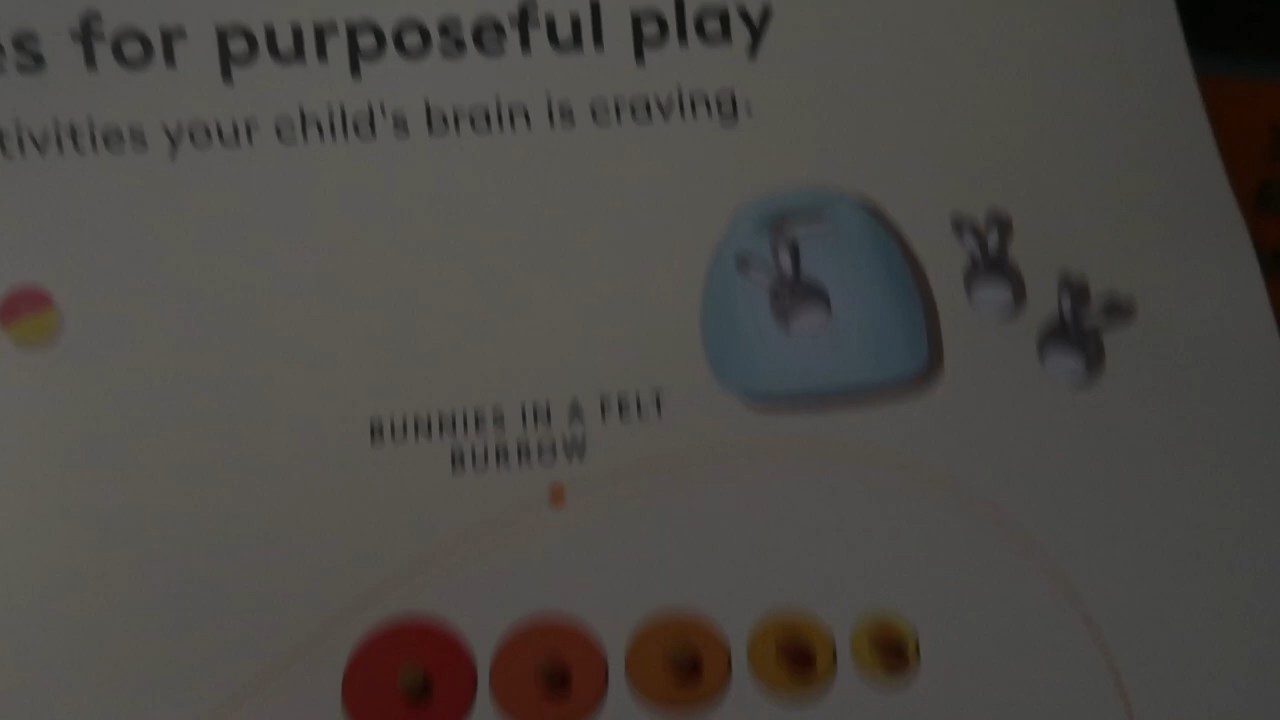 es for purposeful play
tivities your child's brain is craving.
BUNNIES IN A FELT
BURROW